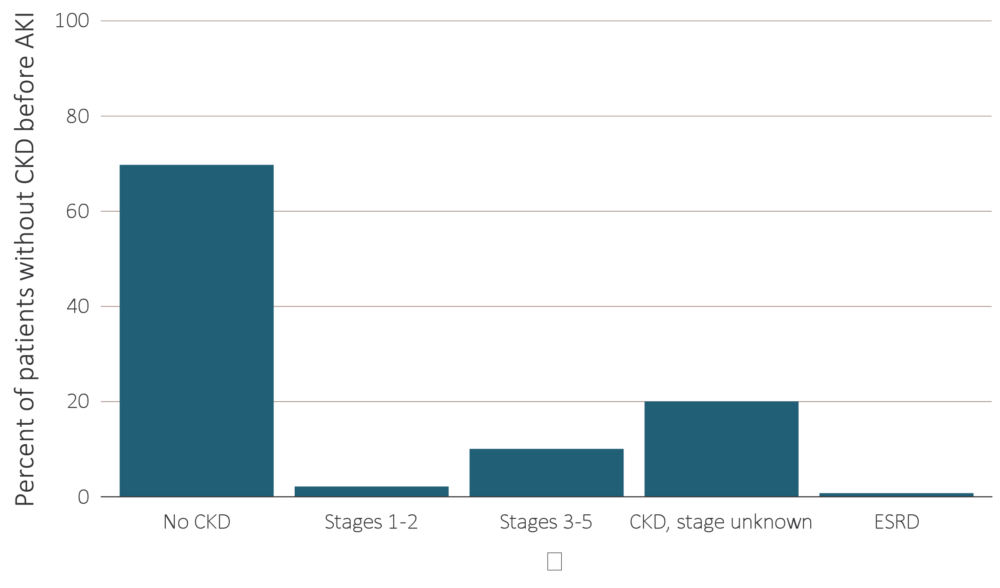 Percent of patients without CKD before AKI
100
80
60
40
20
0
No CKD
Stages 1-2
Stages 3-5
CKD, stage unknown
ESRD